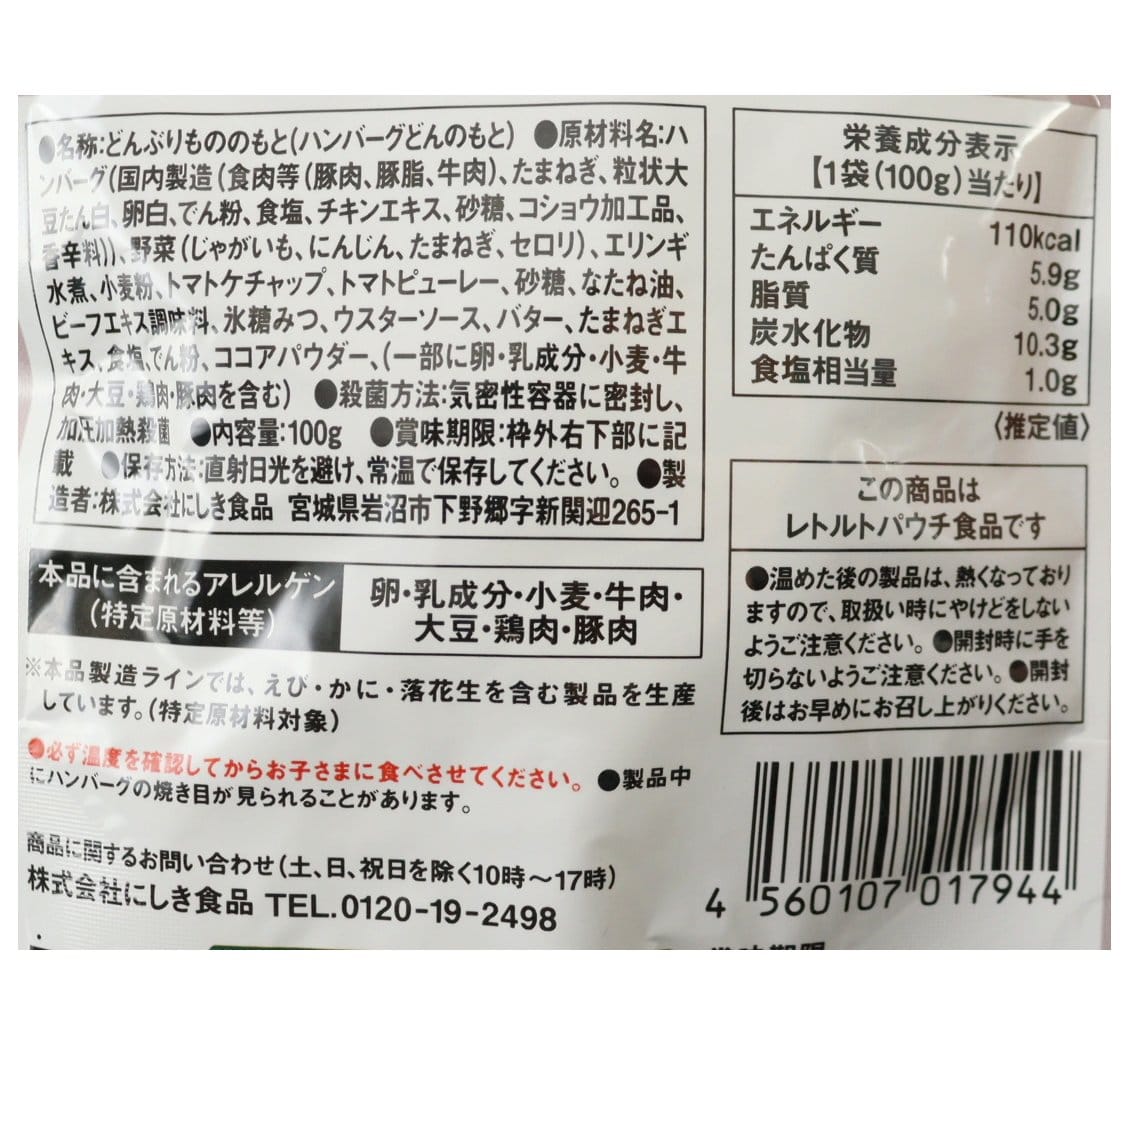 ●名称:どんぶりもののもと(ハンバーグどんのもと) ●原材料名:ハ
ンバーグ(国内製造(食肉等(豚肉、豚脂、牛肉)、たまねぎ、粒状大
豆たん白、卵白、でん粉、食塩、チキンエキス、砂糖、コショウ加工品、
香辛料))、野菜(じゃがいも、にんじん、たまねぎ、セロリ)、エリンギ
水煮、小麦粉、トマトケチャップ、トマトピューレー、砂糖、なたね油、
ビーフエキス調味料、氷糖みつ、ウスターソース、バター、たまねぎエ
キス、食塩、でん粉、ココアパウダー、(一部に卵・乳成分・小麦・牛
肉・大豆・鶏肉・豚肉を含む) ●殺菌方法:気密性容器に密封し、
加圧加熱殺菌 ●内容量:100g ●賞味期限:枠外右下部に記
載 ●保存方法:直射日光を避け、常温で保存してください。 ●製
造者:株式会社にしき食品 宮城県岩沼市下野郷字新関迎265-1
本品に含まれるアレルゲン
(特定原材料等)
卵・乳成分・小麦・牛肉・
大豆・鶏肉・豚肉
※本品製造ラインでは、えび・かに・落花生を含む製品を生産
しています。(特定原材料対象)
●必ず温度を確認してからお子さまに食べさせてください。 ●製品中
にハンバーグの焼き目が見られることがあります。
商品に関するお問い合わせ(土、日、祝日を除く10時～17時)
株式会社にしき食品 TEL.0120-19-2498
栄養成分表示
【1袋(100g)当たり】
エネルギー 110kcal
たんぱく質 5.9g
脂質 5.0g
炭水化物 10.3g
食塩相当量 1.0g
〈推定値〉
この商品は
レトルトパウチ食品です
●温めた後の製品は、熱くなっており
ますので、取扱い時にやけどをしない
ようご注意ください。●開封時に手を
切らないようご注意ください。●開封
後はお早めにお召し上がりください。
4 560107 017944